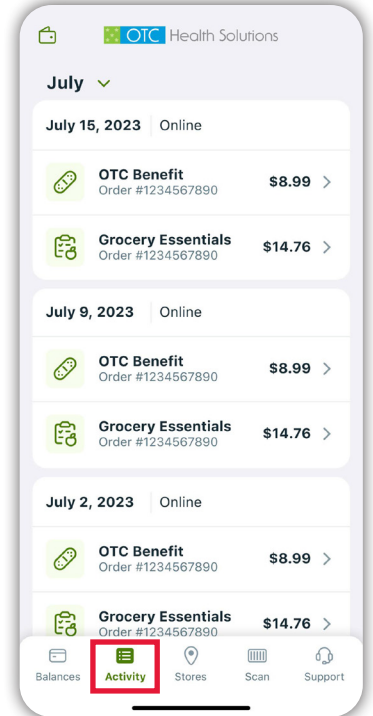 OTC Health Solutions
July
July 15, 2023 Online
OTC Benefit
Order #1234567890
$8.99
Grocery Essentials
Order #1234567890
$14.76
July 9, 2023 Online
OTC Benefit
Order #1234567890
$8.99
Grocery Essentials
Order #1234567890
$14.76
July 2, 2023 Online
OTC Benefit
Order #1234567890
$8.99
Grocery Essentials
Order #1234567890
$14.76
Balances Activity Stores Scan Support